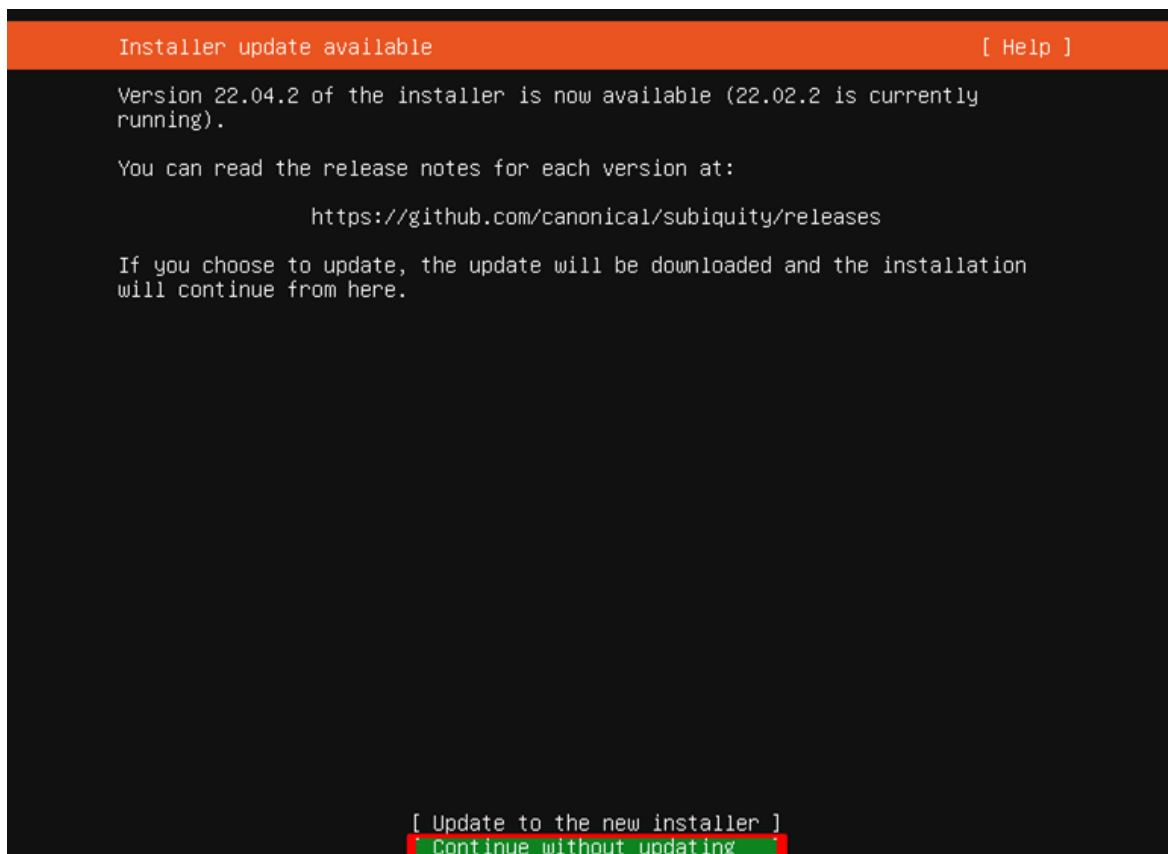 Installer update available [ Help ]
Version 22.04.2 of the installer is now available (22.02.2 is currently
running).
You can read the release notes for each version at:
https://github.com/canonical/subiquity/releases
If you choose to update, the update will be downloaded and the installation
will continue from here.
[ Update to the new installer ]
[ Continue without updating ]